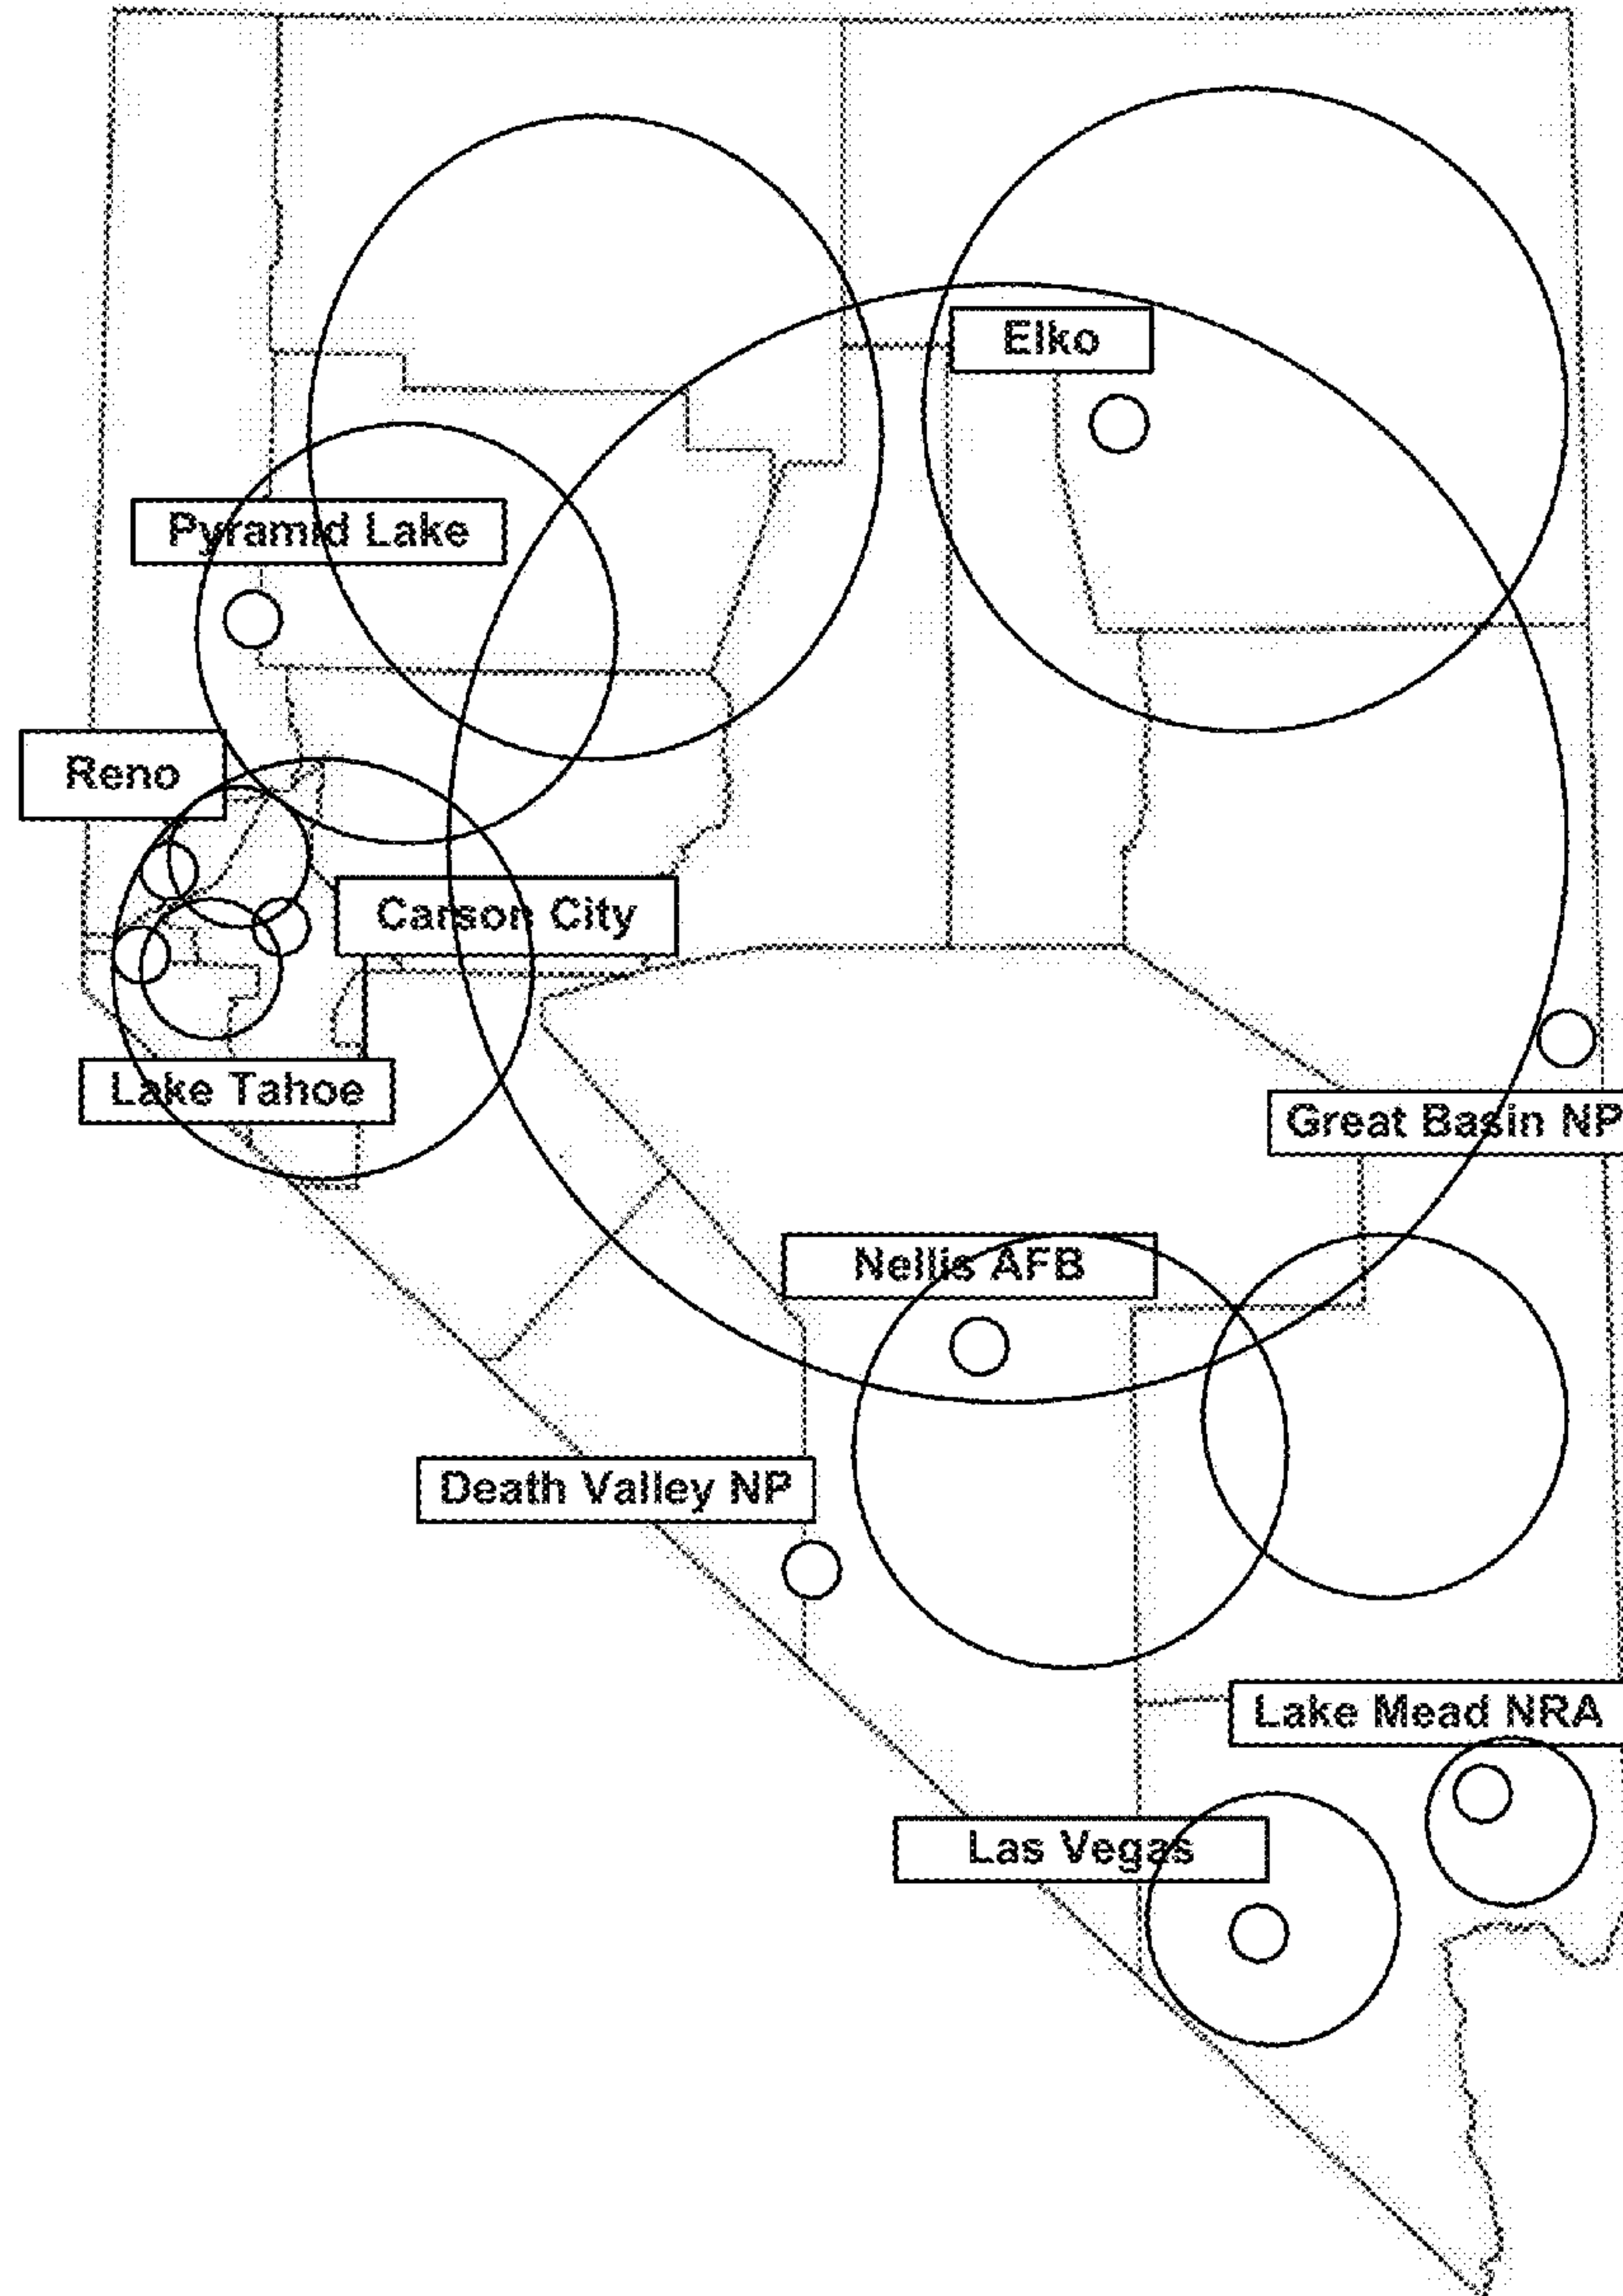 Elko
Pyramid Lake
Reno
Carson City
Lake Tahoe
Great Basin NP
Nellis AFB
Death Valley NP
Lake Mead NRA
Las Vegas